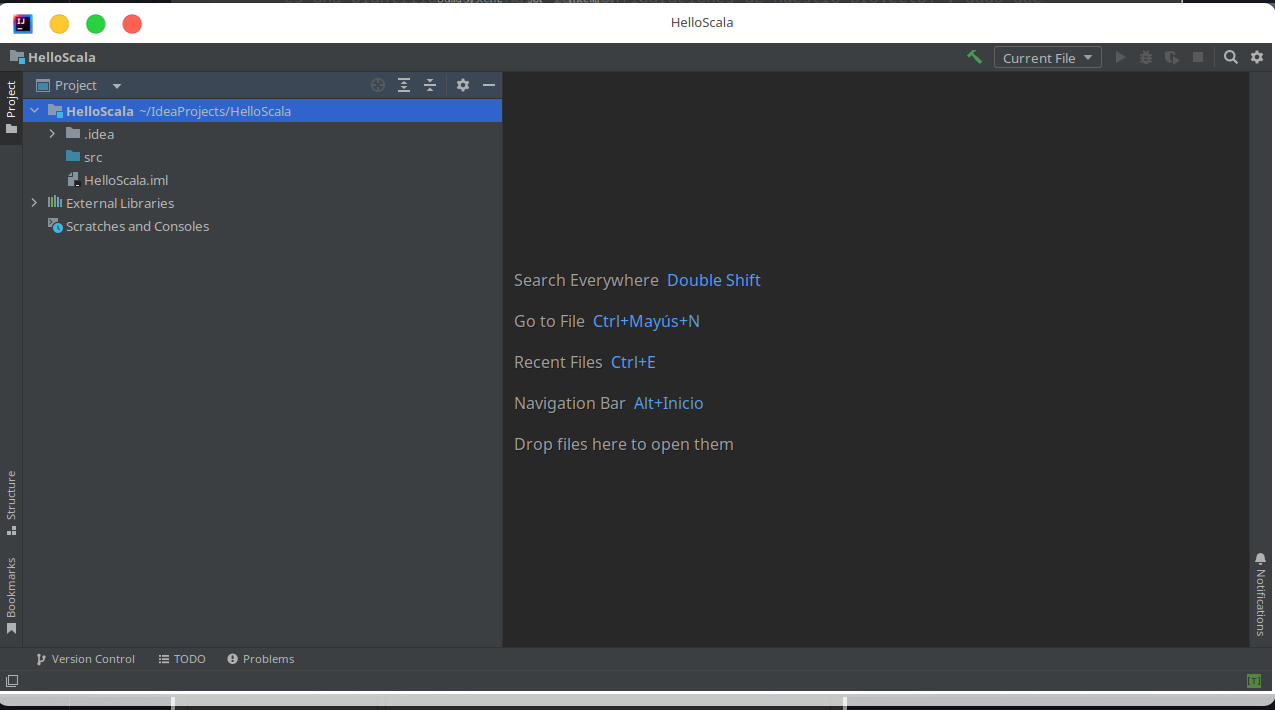 HelloScala
HelloScala
Current File
Project
Project
HelloScala ~/IdeaProjects/HelloScala
.idea
src
HelloScala.iml
External Libraries
Scratches and Consoles
Search Everywhere Double Shift
Go to File Ctrl+Mayús+N
Recent Files Ctrl+E
Navigation Bar Alt+Inicio
Drop files here to open them
Structure
Bookmarks
Notifications
Version Control
TODO
Problems